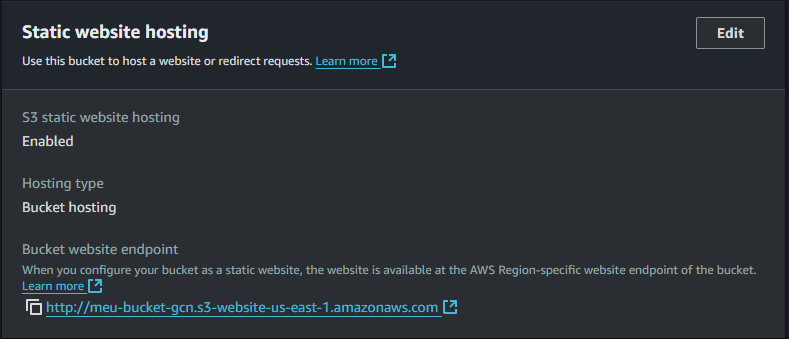 Static website hosting
Edit
Use this bucket to host a website or redirect requests. Learn more
S3 static website hosting
Enabled
Hosting type
Bucket hosting
Bucket website endpoint
When you configure your bucket as a static website, the website is available at the AWS Region-specific website endpoint of the bucket.
Learn more
http://meu-bucket-gcn.s3-website-us-east-1.amazonaws.com